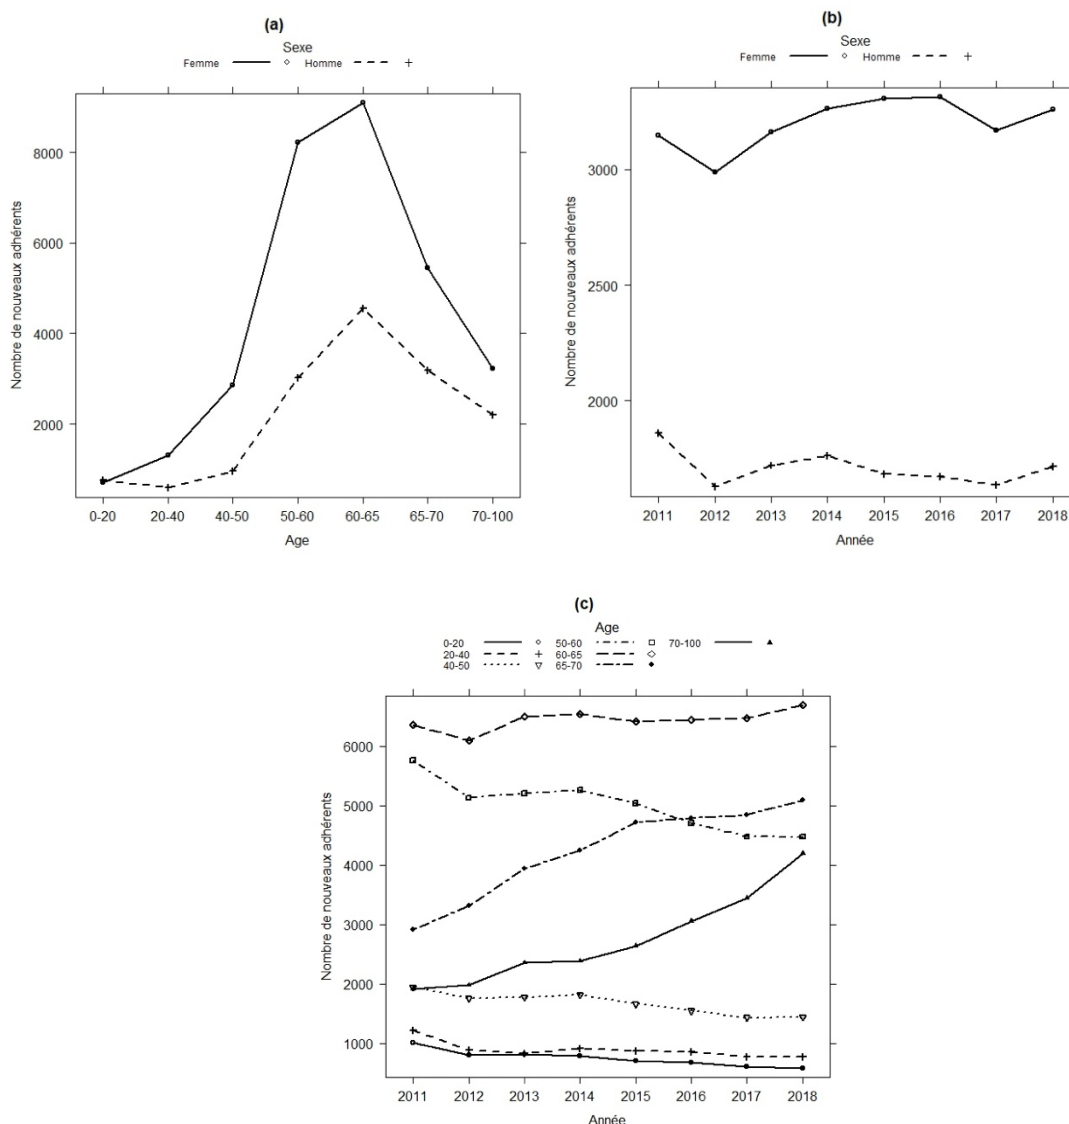 (a)
Sexe
Femme Homme
Nombre de nouveaux adhérents
8000
6000
4000
2000
0-20 20-40 40-50 50-60 60-65 65-70 70-100
Age
(b)
Sexe
Femme Homme
Nombre de nouveaux adhérents
3000
2500
2000
2011 2012 2013 2014 2015 2016 2017 2018
Année
(c)
Age
0-20 50-60 70-100
20-40 60-65
40-50 65-70
Nombre de nouveaux adhérents
6000
5000
4000
3000
2000
1000
2011 2012 2013 2014 2015 2016 2017 2018
Année